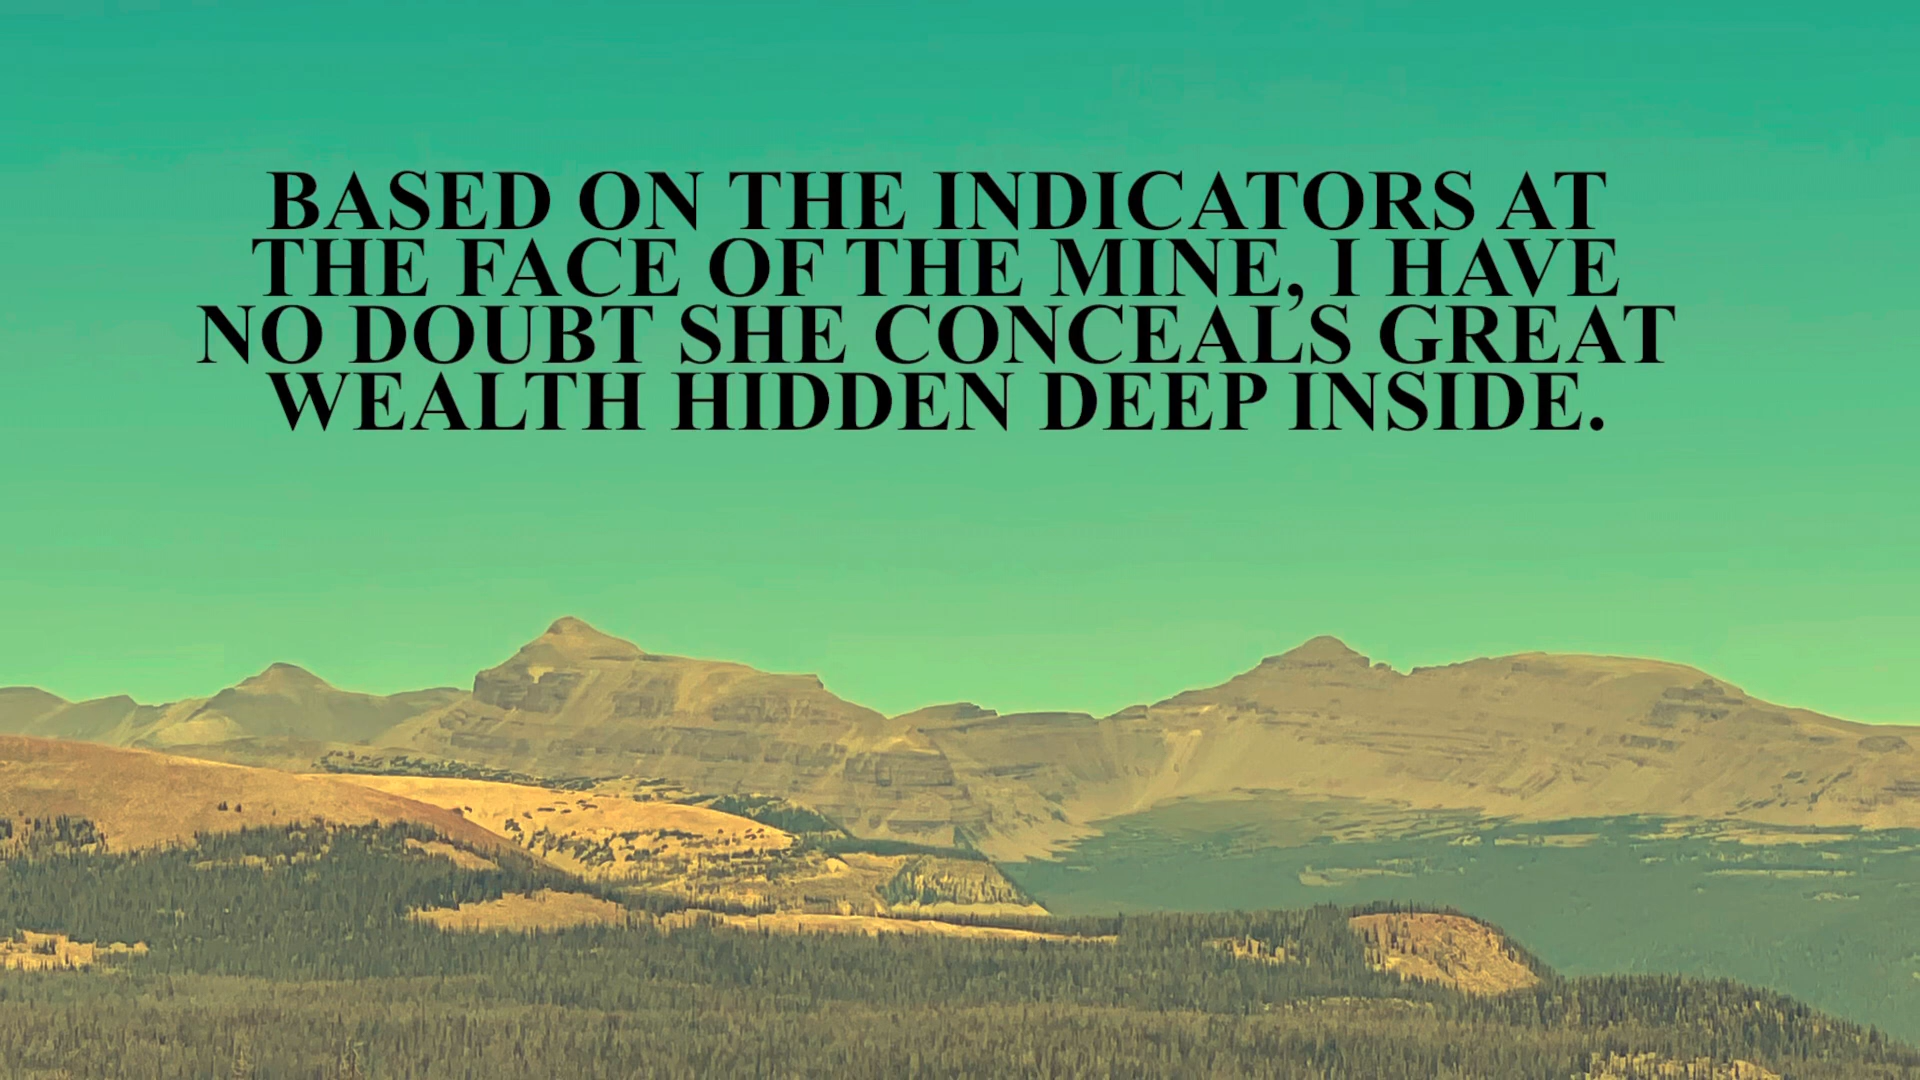 BASED ON THE INDICATORS AT
THE FACE OF THE MINE, I HAVE
NO DOUBT SHE CONCEALS GREAT
WEALTH HIDDEN DEEP INSIDE.